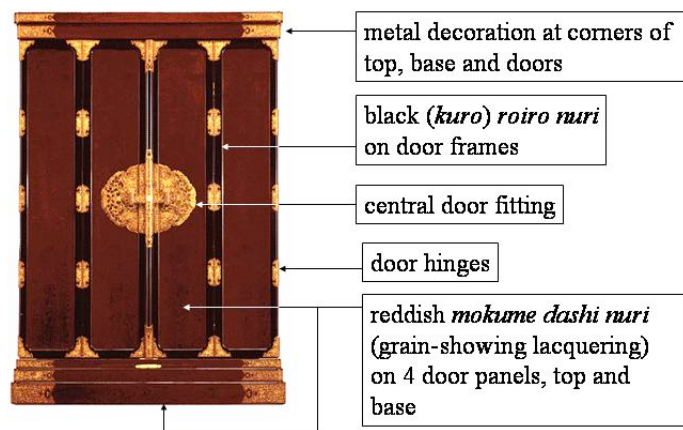 metal decoration at corners of
top, base and doors
black (kuro) roiro nuri
on door frames
central door fitting
door hinges
reddish mokume dashi nuri
(grain-showing lacquering)
on 4 door panels, top and
base